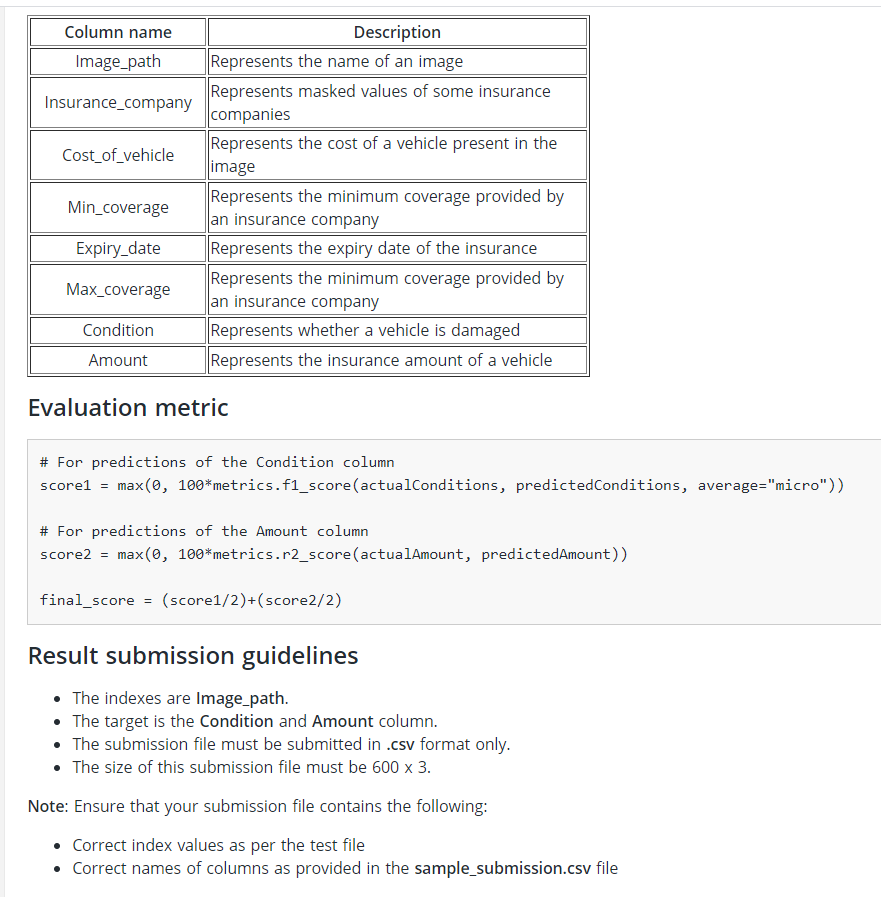 Column name Description
Image_path Represents the name of an image
Insurance_company Represents masked values of some insurance
companies
Cost_of_vehicle Represents the cost of a vehicle present in the
image
Min_coverage Represents the minimum coverage provided by
an insurance company
Expiry_date Represents the expiry date of the insurance
Max_coverage Represents the minimum coverage provided by
an insurance company
Condition Represents whether a vehicle is damaged
Amount Represents the insurance amount of a vehicle
Evaluation metric
# For predictions of the Condition column
score1 = max(0, 100*metrics.f1_score(actualConditions, predictedConditions, average="micro"))
# For predictions of the Amount column
score2 = max(0, 100*metrics.r2_score(actualAmount, predictedAmount))
final_score = (score1/2)+(score2/2)
Result submission guidelines
• The indexes are Image_path.
• The target is the Condition and Amount column.
• The submission file must be submitted in .csv format only.
• The size of this submission file must be 600 x 3.
Note: Ensure that your submission file contains the following:
• Correct index values as per the test file
• Correct names of columns as provided in the sample_submission.csv file